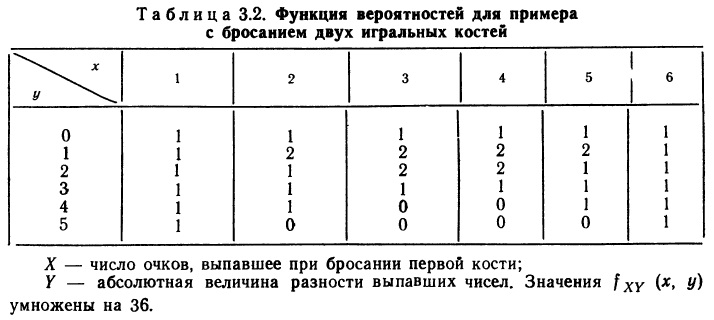 Таблица 3.2. Функция вероятностей для примера
с бросанием двух игральных костей
x
y 1 2 3 4 5 6
0 1 1 1 1 1 1
1 1 2 2 2 2 1
2 1 1 2 2 1 1
3 1 1 1 1 1 1
4 1 1 0 0 1 1
5 1 0 0 0 0 1
X — число очков, выпавшее при бросании первой кости;
Y — абсолютная величина разности выпавших чисел. Значения f XY (x, y)
умножены на 36.